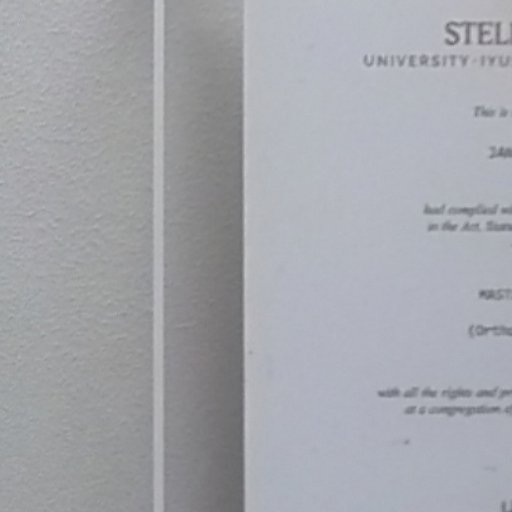 STELL
UNIVERSITY·IYU
This is
JAN
had complied wi
in the Act, Statu
MAST
(Ortho
with all the rights and pr
at a congregation of